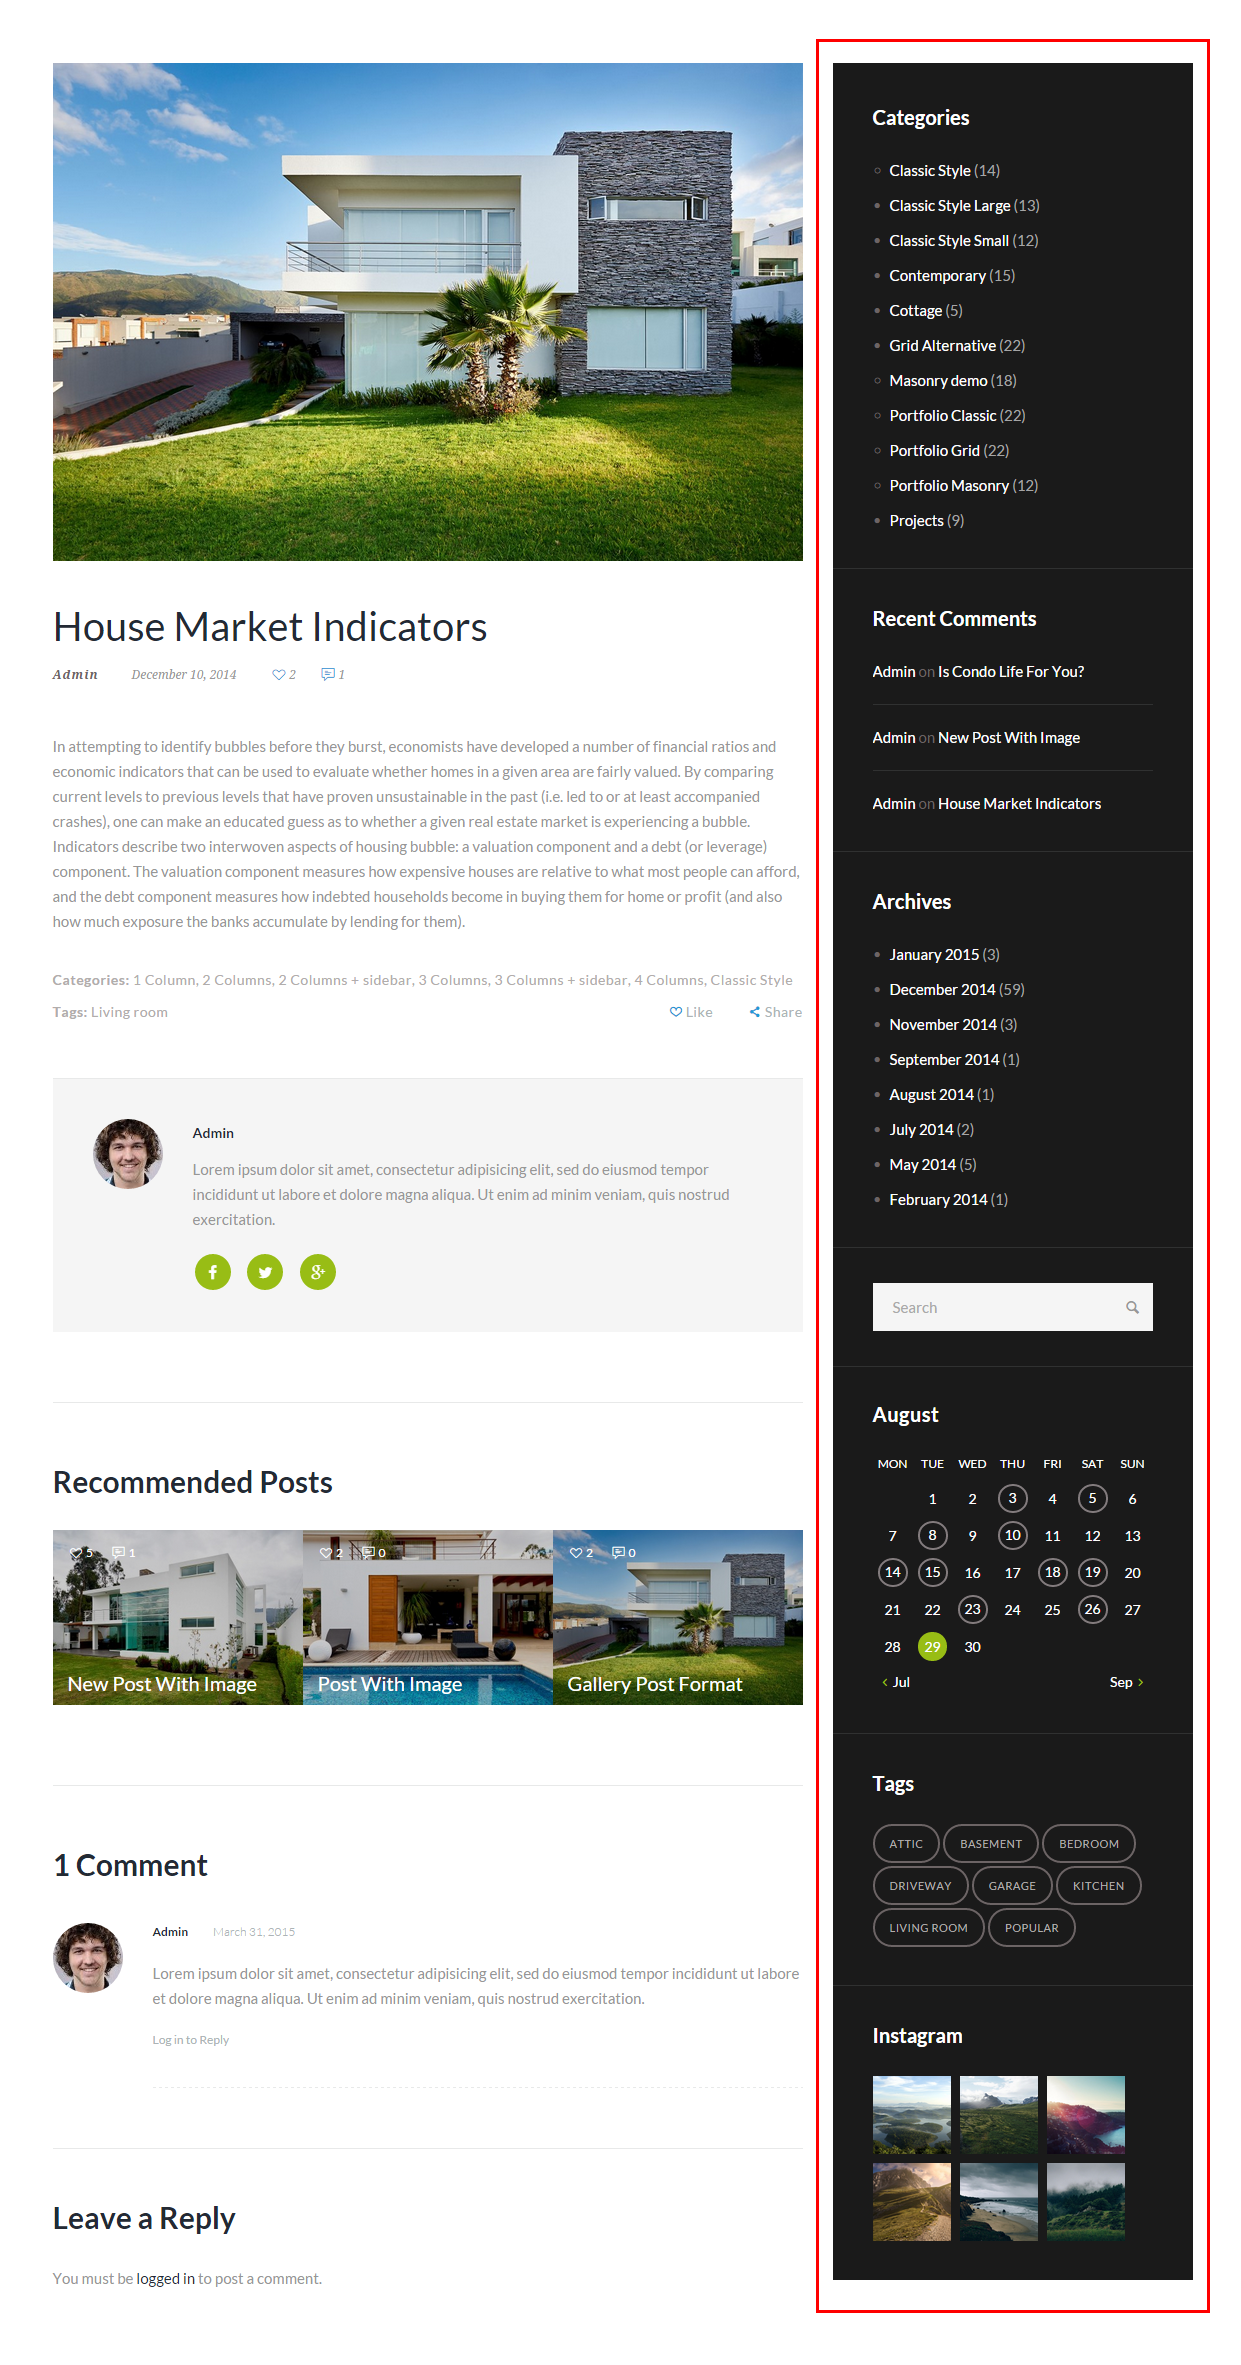 House Market Indicators
Admin December 10, 2014 2 1
In attempting to identify bubbles before they burst, economists have developed a number of financial ratios and
economic indicators that can be used to evaluate whether homes in a given area are fairly valued. By comparing
current levels to previous levels that have proven unsustainable in the past (i.e. led to or at least accompanied
crashes), one can make an educated guess as to whether a given real estate market is experiencing a bubble.
Indicators describe two interwoven aspects of housing bubble: a valuation component and a debt (or leverage)
component. The valuation component measures how expensive houses are relative to what most people can afford,
and the debt component measures how indebted households become in buying them for home or profit (and also
how much exposure the banks accumulate by lending for them).
Categories: 1 Column, 2 Columns, 2 Columns + sidebar, 3 Columns, 3 Columns + sidebar, 4 Columns, Classic Style
Tags: Living room Like Share
Admin
Lorem ipsum dolor sit amet, consectetur adipisicing elit, sed do eiusmod tempor
incididunt ut labore et dolore magna aliqua. Ut enim ad minim veniam, quis nostrud
exercitation.
Recommended Posts
5 1
New Post With Image
2 0
Post With Image
2 0
Gallery Post Format
1 Comment
Admin March 31, 2015
Lorem ipsum dolor sit amet, consectetur adipisicing elit, sed do eiusmod tempor incididunt ut labore
et dolore magna aliqua. Ut enim ad minim veniam, quis nostrud exercitation.
Log in to Reply
Leave a Reply
You must be logged in to post a comment.
Categories
Classic Style (14)
Classic Style Large (13)
Classic Style Small (12)
Contemporary (15)
Cottage (5)
Grid Alternative (22)
Masonry demo (18)
Portfolio Classic (22)
Portfolio Grid (22)
Portfolio Masonry (12)
Projects (9)
Recent Comments
Admin on Is Condo Life For You?
Admin on New Post With Image
Admin on House Market Indicators
Archives
January 2015 (3)
December 2014 (59)
November 2014 (3)
September 2014 (1)
August 2014 (1)
July 2014 (2)
May 2014 (5)
February 2014 (1)
Search
August
MON TUE WED THU FRI SAT SUN
1 2 3 4 5 6
7 8 9 10 11 12 13
14 15 16 17 18 19 20
21 22 23 24 25 26 27
28 29 30
‹ Jul Sep ›
Tags
ATTIC BASEMENT BEDROOM
DRIVEWAY GARAGE KITCHEN
LIVING ROOM POPULAR
Instagram